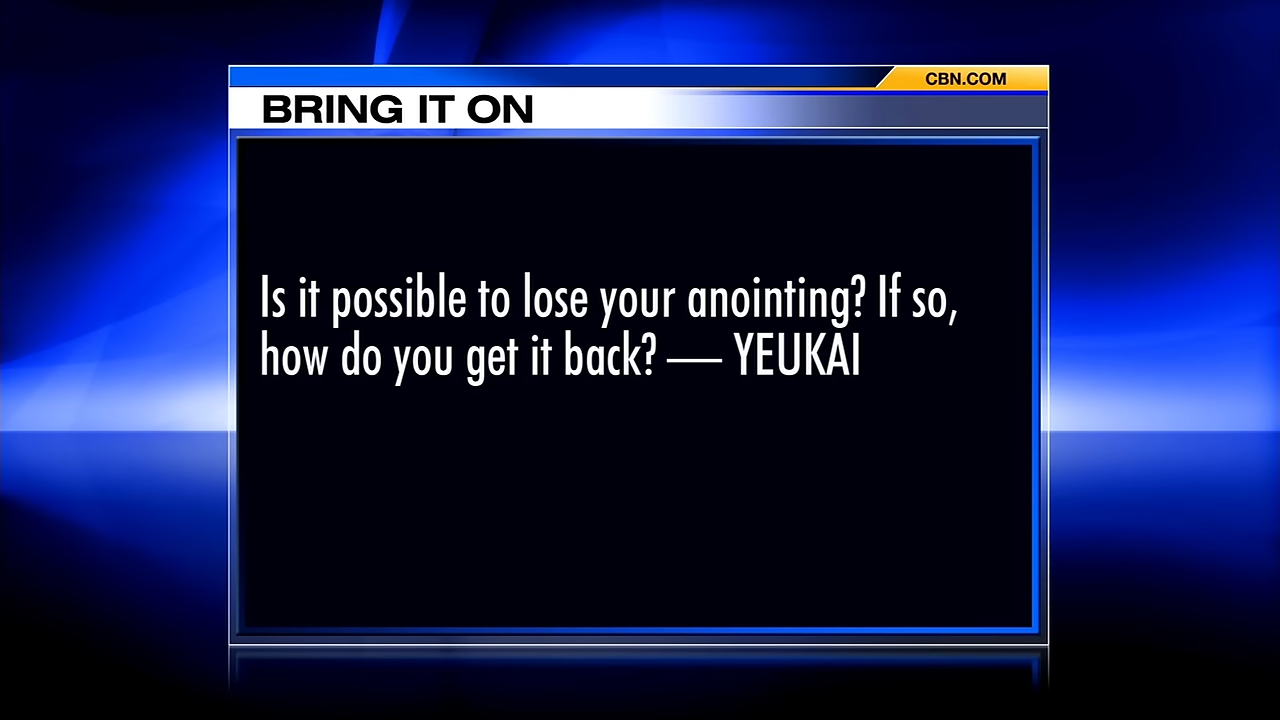 CBN.COM
BRING IT ON
Is it possible to lose your anointing? If so,
how do you get it back? — YEUKAI